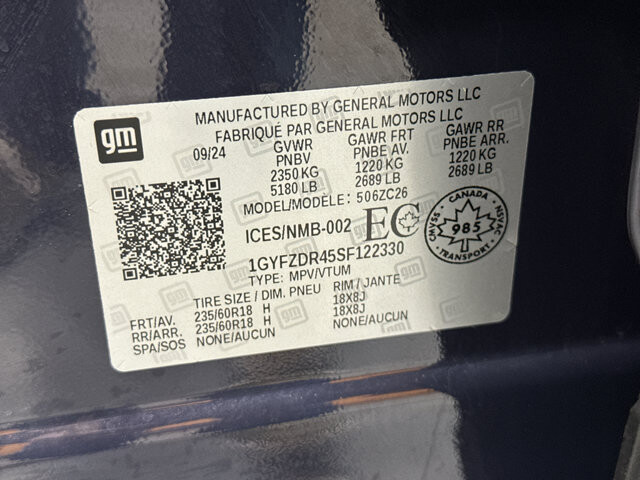 gm
MANUFACTURED BY GENERAL MOTORS LLC
FABRIQUÉ PAR GENERAL MOTORS LLC
09/24 GVWR GAWR FRT GAWR RR
PNBV PNBE AV. PNBE ARR.
2350 KG 1220 KG 1220 KG
5180 LB 2689 LB 2689 LB
MODEL/MODÈLE: 506ZC26
ICES/NMB-002 EC
CANADA
CMVSS 985 NSVAC
TRANSPORT
1GYFZDR45SF122330
TYPE: MPV/VTUM
TIRE SIZE / DIM. PNEU RIM / JANTE
FRT/AV. 235/60R18 H 18X8J
RR/ARR. 235/60R18 H 18X8J
SPA/SOS NONE/AUCUN NONE/AUCUN